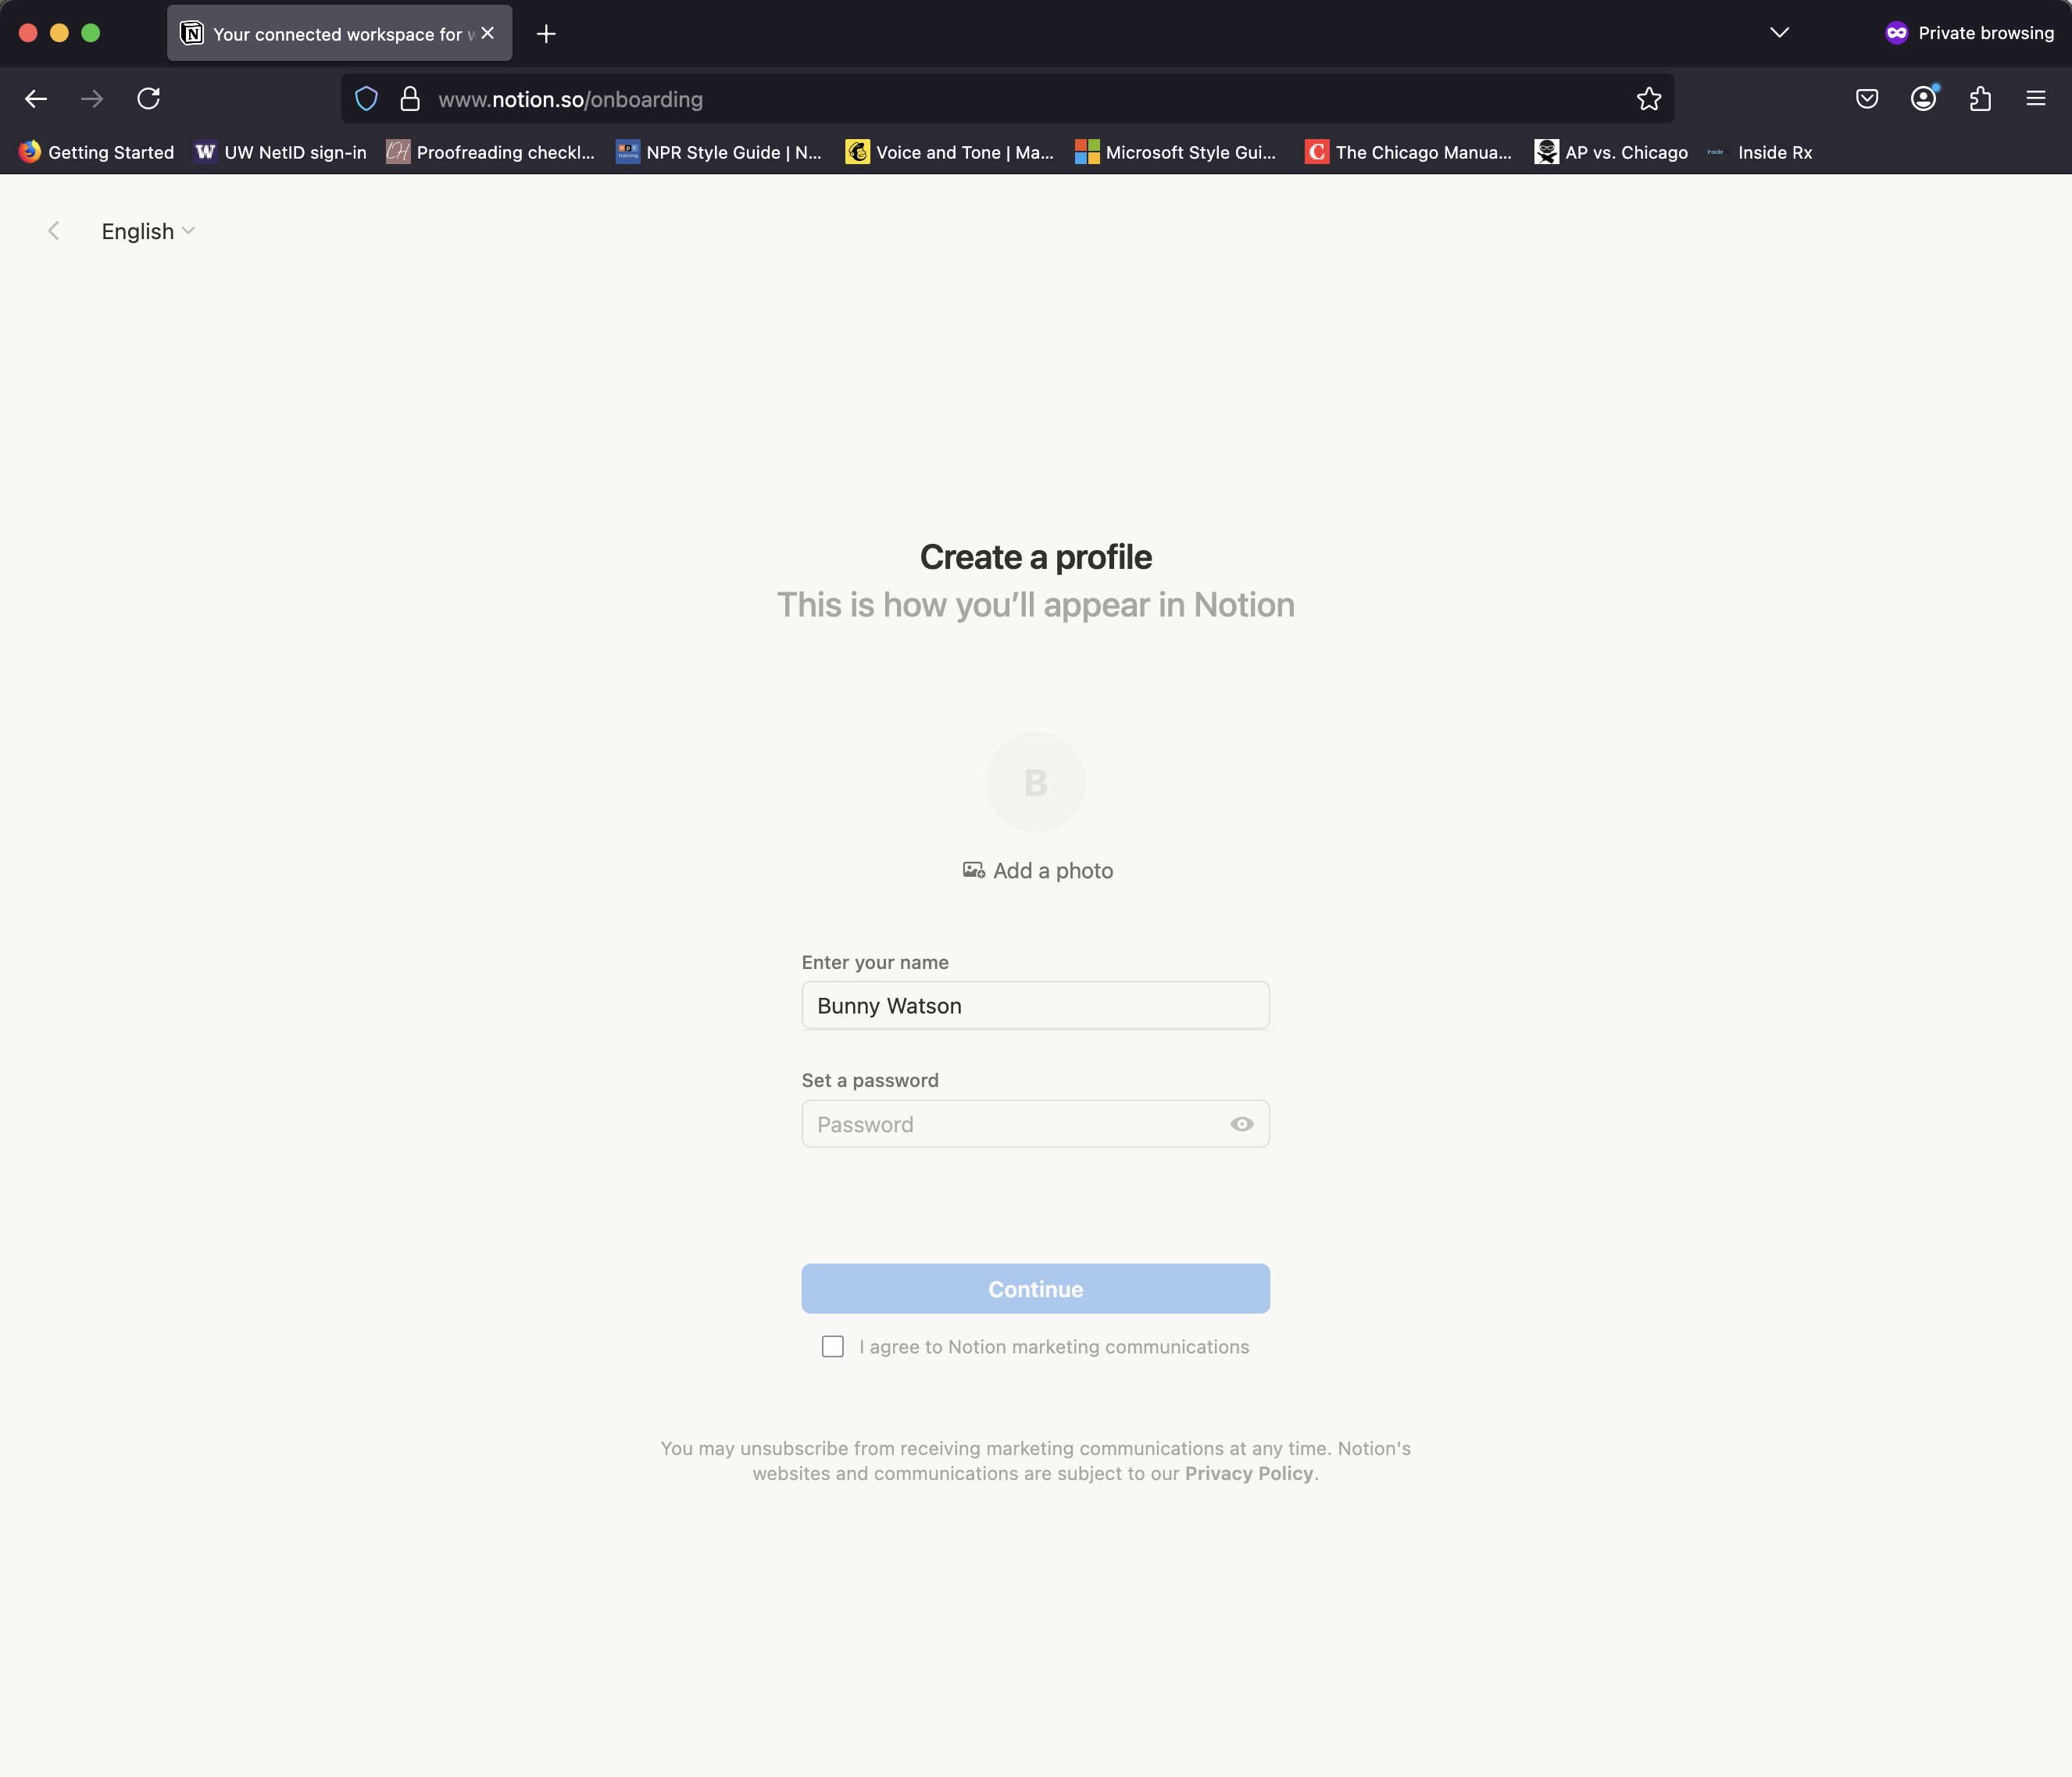 Your connected workspace for w
Private browsing
www.notion.so/onboarding
Getting Started
W UW NetID sign-in
CH Proofreading checkl...
NPR Style Guide | N...
Voice and Tone | Ma...
Microsoft Style Gui...
C The Chicago Manua...
AP vs. Chicago
Inside Rx
English
Create a profile
This is how you’ll appear in Notion
B
Add a photo
Enter your name
Bunny Watson
Set a password
Password
Continue
I agree to Notion marketing communications
You may unsubscribe from receiving marketing communications at any time. Notion's
websites and communications are subject to our Privacy Policy.